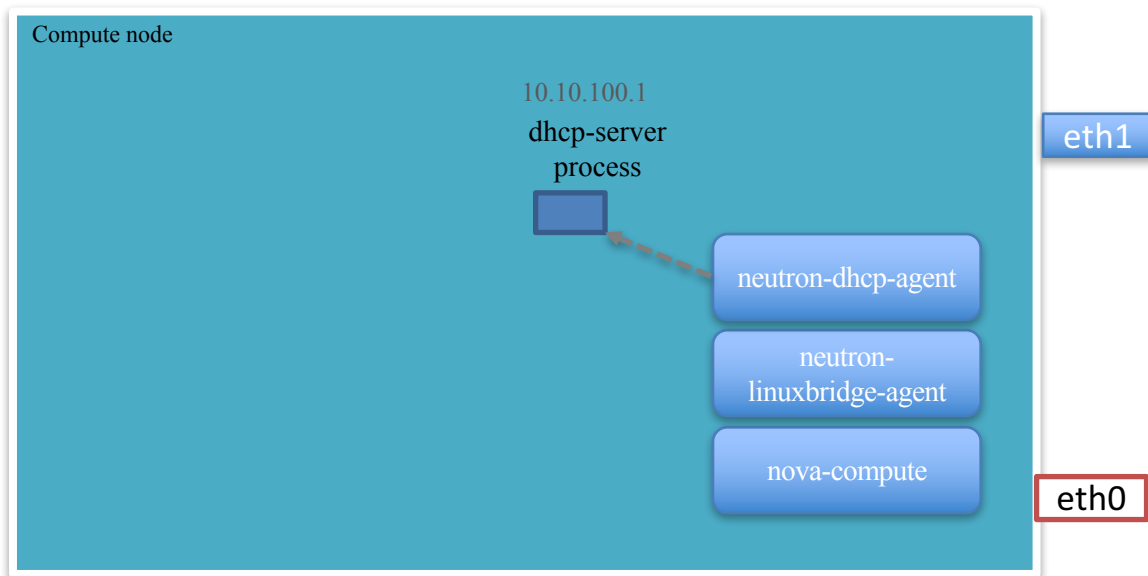 Compute node
10.10.100.1
dhcp-server
process
eth1
neutron-dhcp-agent
neutron-
linuxbridge-agent
nova-compute
eth0